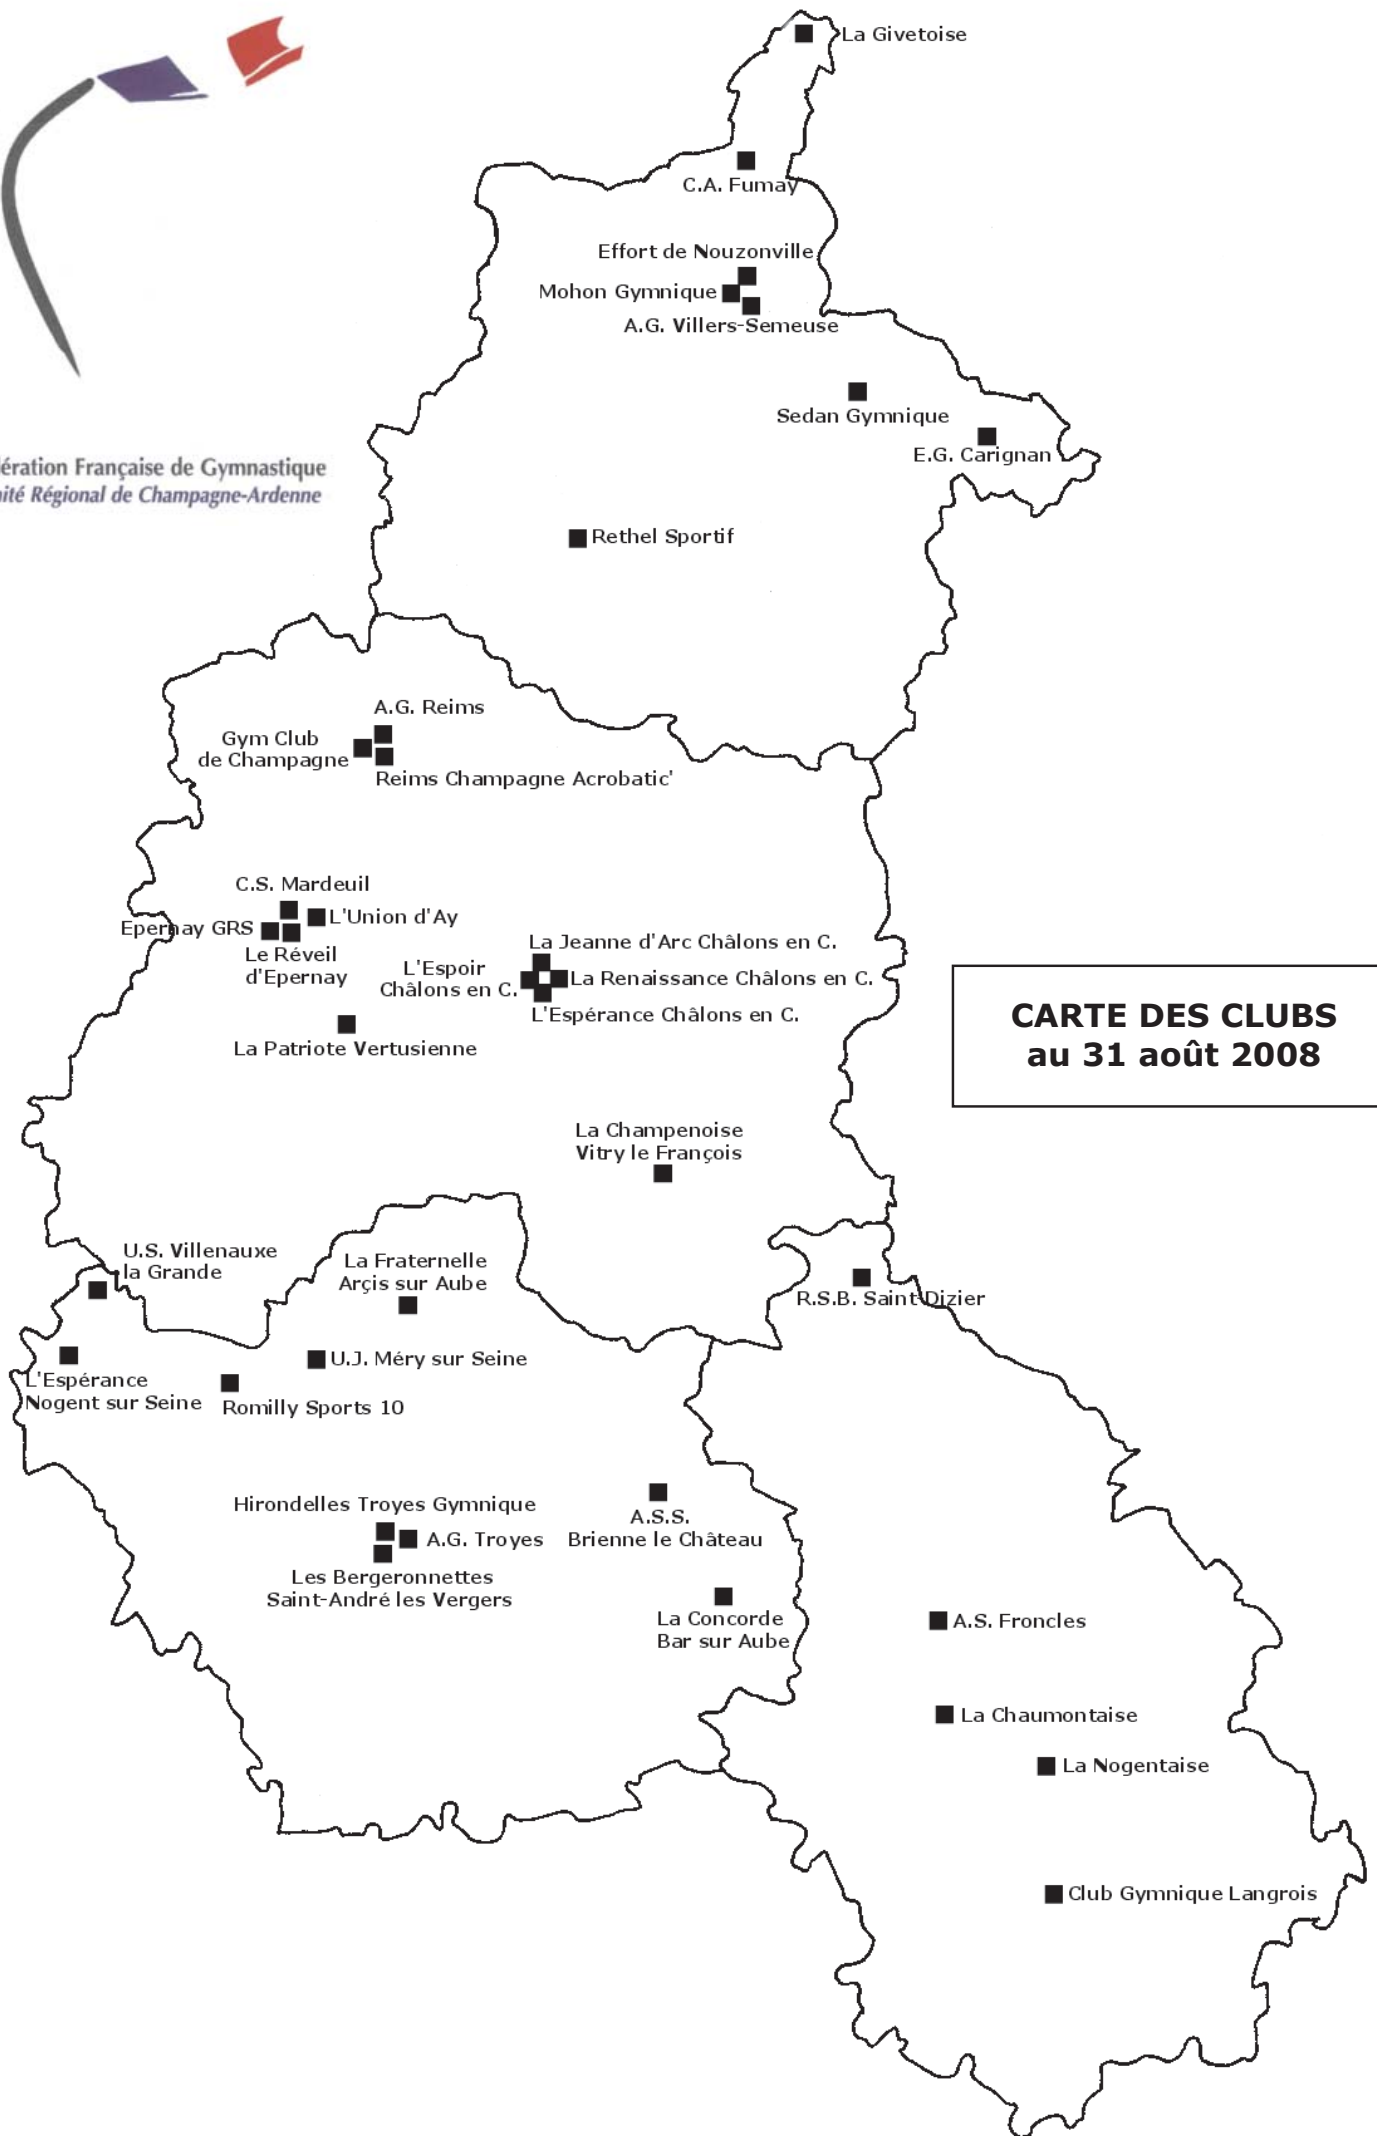 La Givetoise
C.A. Fumay
Effort de Nouzonville
Mohon Gymnique
A.G. Villers-Semeuse
Sedan Gymnique
E.G. Carignan
ération Française de Gymnastique
ité Régional de Champagne-Ardenne
Rethel Sportif
A.G. Reims
Gym Club
de Champagne
Reims Champagne Acrobatic'
C.S. Mardeuil
L'Union d'Ay
Epernay GRS
Le Réveil
d'Epernay
La Jeanne d'Arc Châlons en C.
L'Espoir
Châlons en C.
La Renaissance Châlons en C.
L'Espérance Châlons en C.
La Patriote Vertusienne
CARTE DES CLUBS
au 31 août 2008
La Champenoise
Vitry le François
U.S. Villenauxe
la Grande
La Fraternelle
Arçis sur Aube
R.S.B. Saint-Dizier
U.J. Méry sur Seine
L'Espérance
Nogent sur Seine
Romilly Sports 10
Hirondelles Troyes Gymnique
A.G. Troyes
A.S.S.
Brienne le Château
Les Bergeronnettes
Saint-André les Vergers
La Concorde
Bar sur Aube
A.S. Froncles
La Chaumontaise
La Nogentaise
Club Gymnique Langrois